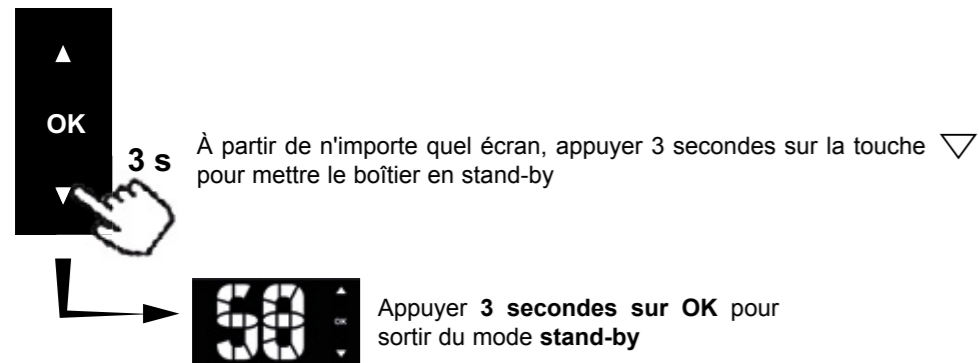 OK
3 s
À partir de n'importe quel écran, appuyer 3 secondes sur la touche
pour mettre le boîtier en stand-by
OK
Appuyer 3 secondes sur OK pour
sortir du mode stand-by